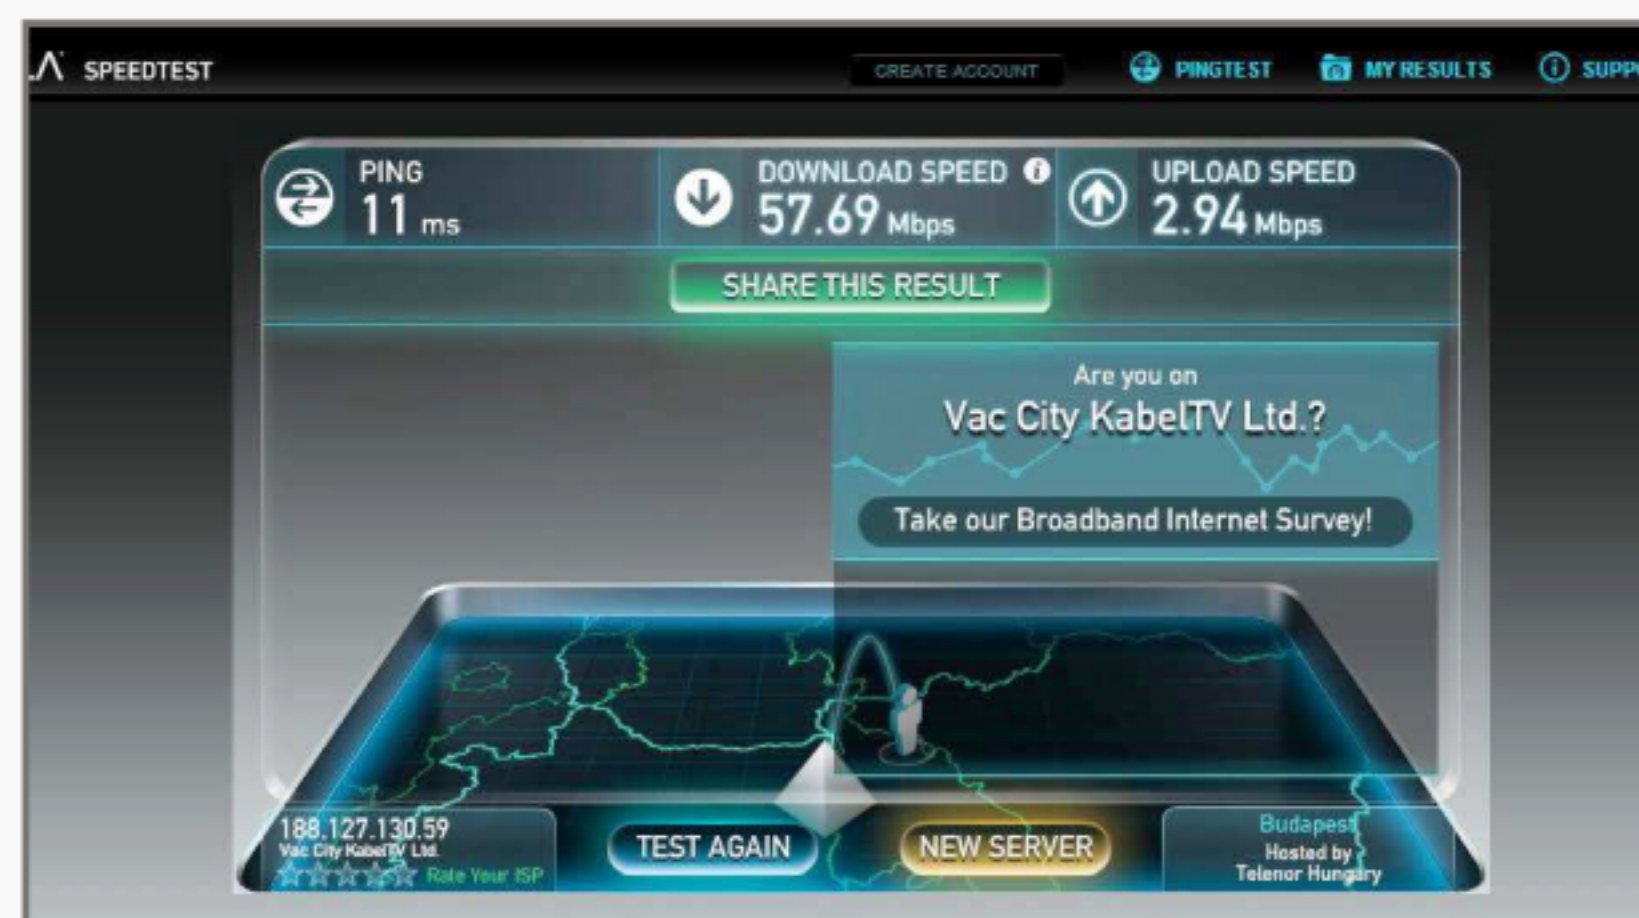 SPEEDTEST
CREATE ACCOUNT
PINGTEST
MY RESULTS
PING
11 ms
DOWNLOAD SPEED
57.69 Mbps
UPLOAD SPEED
2.94 Mbps
SHARE THIS RESULT
Are you on
Vac City KabelTV Ltd.?
Take our Broadband Internet Survey!
188.127.130.59
Vac City KabelTV Ltd.
Rate Your ISP
TEST AGAIN
NEW SERVER
Budapest
Hosted by
Telenor Hungary